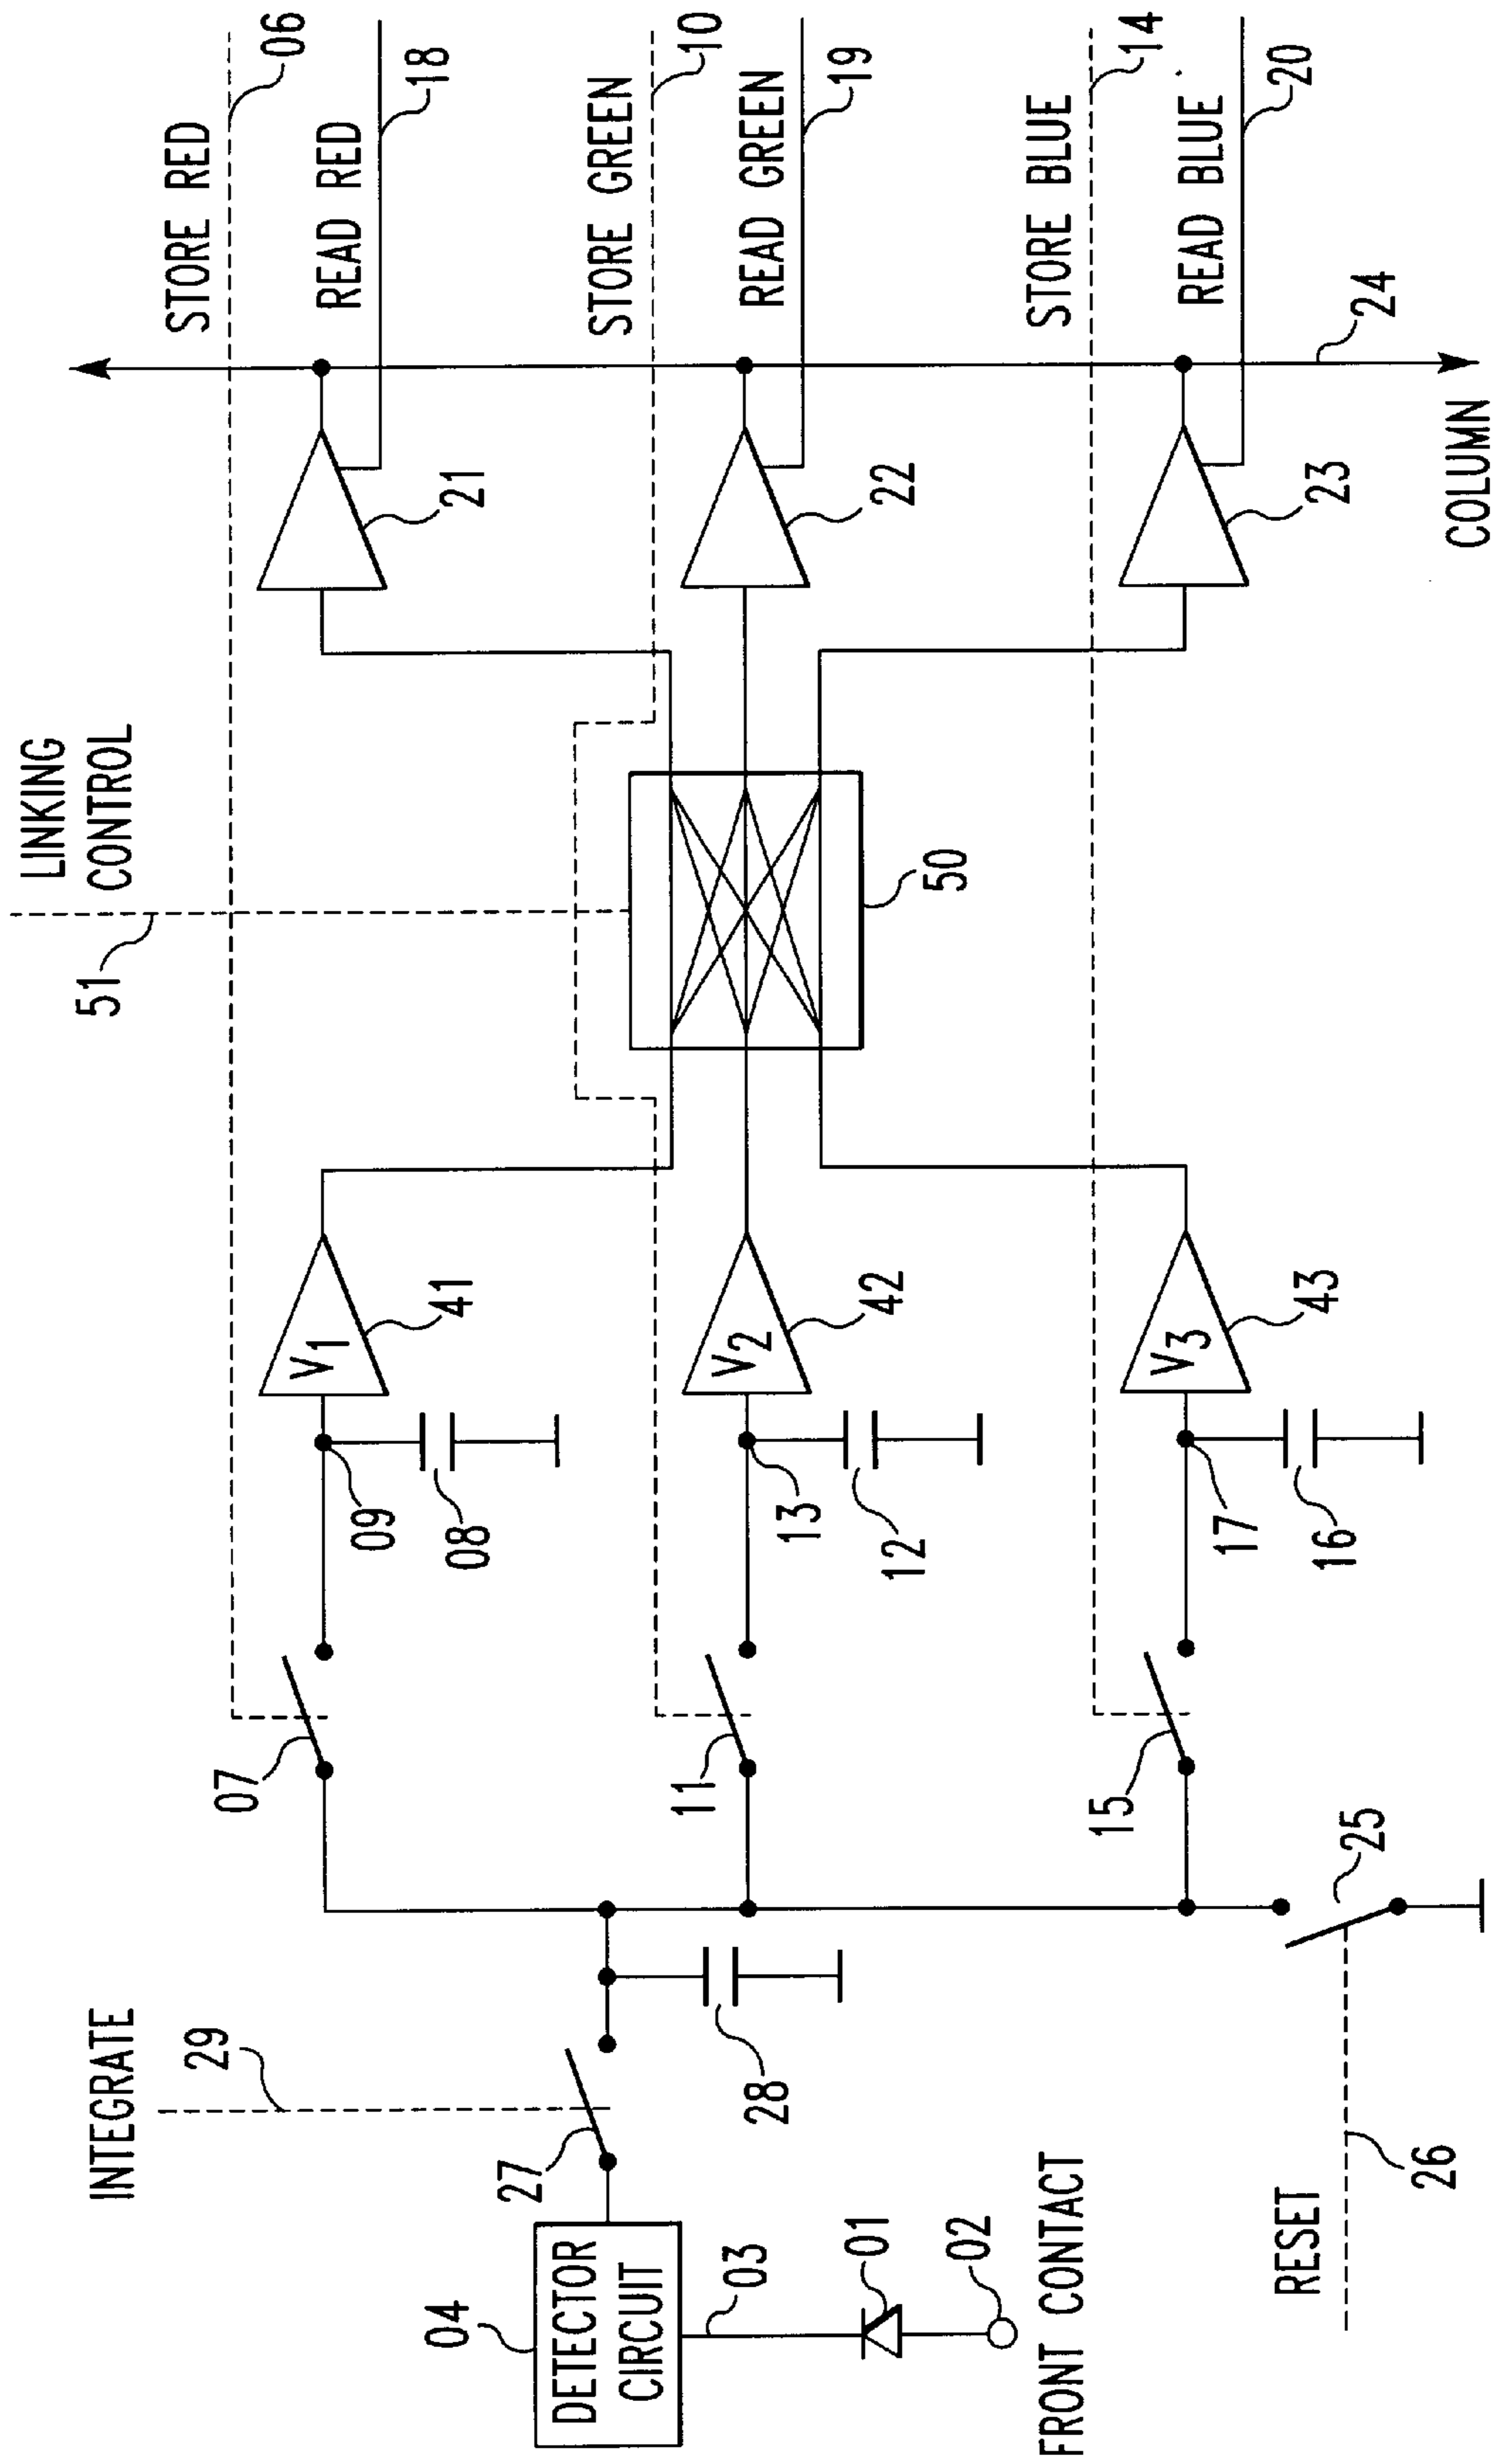 STORE RED
06
READ RED
18
STORE GREEN
10
READ GREEN
19
STORE BLUE
14
READ BLUE
20
24
COLUMN
21
22
23
LINKING
CONTROL
51
50
V1
41
V2
42
V3
43
09
08
13
12
17
16
07
11
15
25
INTEGRATE
29
27
28
RESET
26
04
DETECTOR
CIRCUIT
03
01
02
FRONT CONTACT